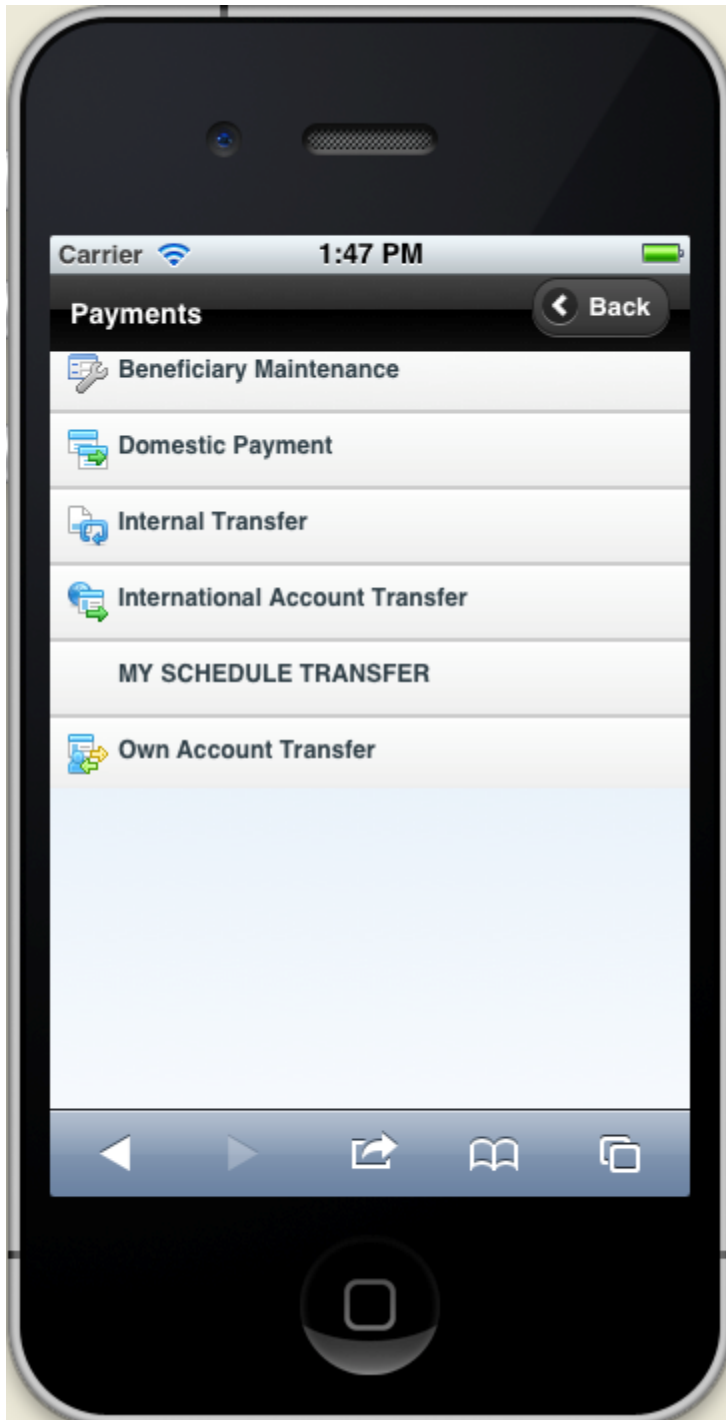 Carrier 1:47 PM
Payments Back
Beneficiary Maintenance
Domestic Payment
Internal Transfer
International Account Transfer
MY SCHEDULE TRANSFER
Own Account Transfer